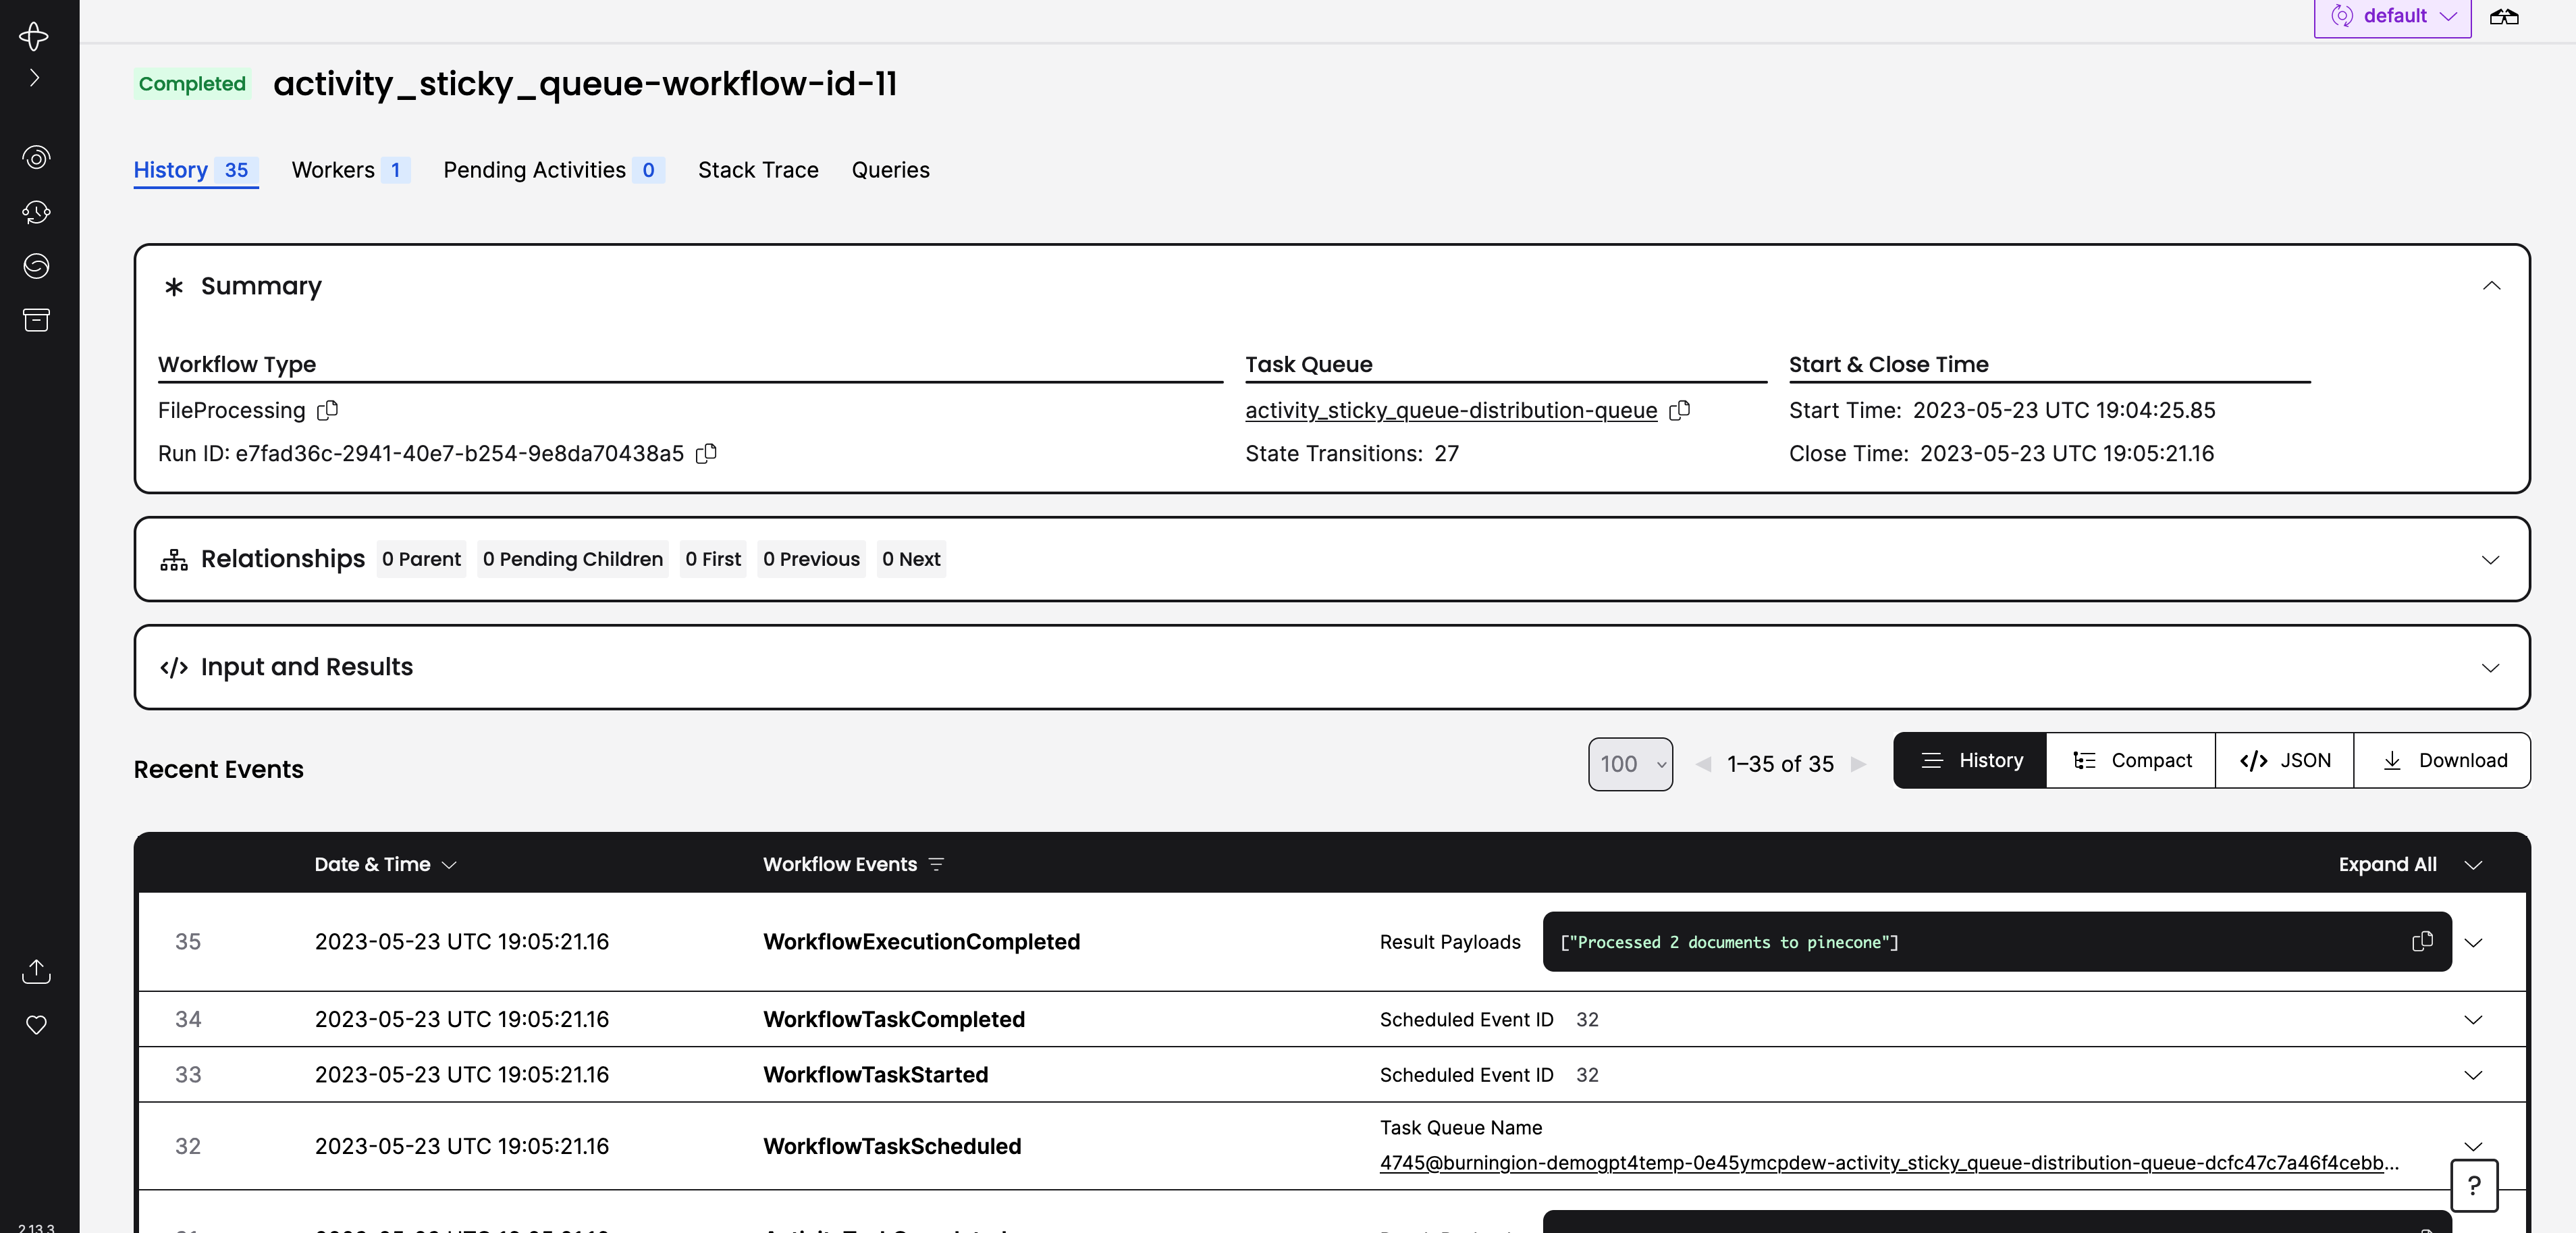 default
Completed activity_sticky_queue-workflow-id-11
History 35 Workers 1 Pending Activities 0 Stack Trace Queries
Summary
Workflow Type Task Queue Start & Close Time
FileProcessing activity_sticky_queue-distribution-queue Start Time: 2023-05-23 UTC 19:04:25.85
Run ID: e7fad36c-2941-40e7-b254-9e8da70438a5 State Transitions: 27 Close Time: 2023-05-23 UTC 19:05:21.16
Relationships 0 Parent 0 Pending Children 0 First 0 Previous 0 Next
</> Input and Results
Recent Events 100 1–35 of 35 History Compact </> JSON Download
Date & Time Workflow Events Expand All
35 2023-05-23 UTC 19:05:21.16 WorkflowExecutionCompleted Result Payloads ["Processed 2 documents to pinecone"]
34 2023-05-23 UTC 19:05:21.16 WorkflowTaskCompleted Scheduled Event ID 32
33 2023-05-23 UTC 19:05:21.16 WorkflowTaskStarted Scheduled Event ID 32
Task Queue Name
32 2023-05-23 UTC 19:05:21.16 WorkflowTaskScheduled
4745@burningion-demogpt4temp-0e45ymcpdew-activity_sticky_queue-distribution-queue-dcfc47c7a46f4cebb...
?
2.13.3